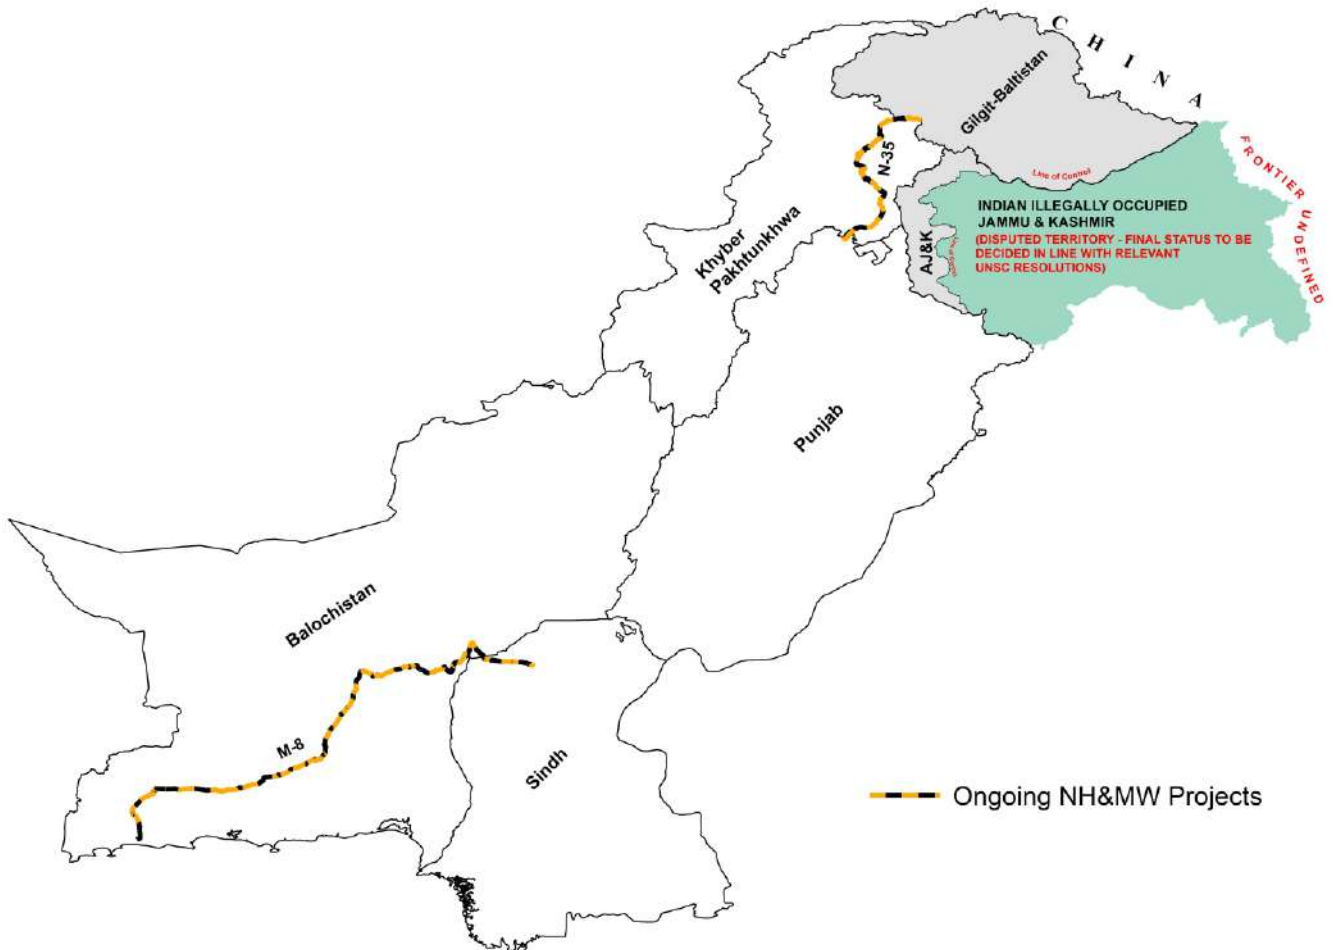 CHINA
Gilgit-Baltistan
FRONTIER UNDEFINED
N-35
Line of Control
INDIAN ILLEGALLY OCCUPIED
JAMMU & KASHMIR
(DISPUTED TERRITORY - FINAL STATUS TO BE
DECIDED IN LINE WITH RELEVANT
UNSC RESOLUTIONS)
AJ&K
Khyber
Pakhtunkhwa
Punjab
Balochistan
M-8
Sindh
Ongoing NH&MW Projects